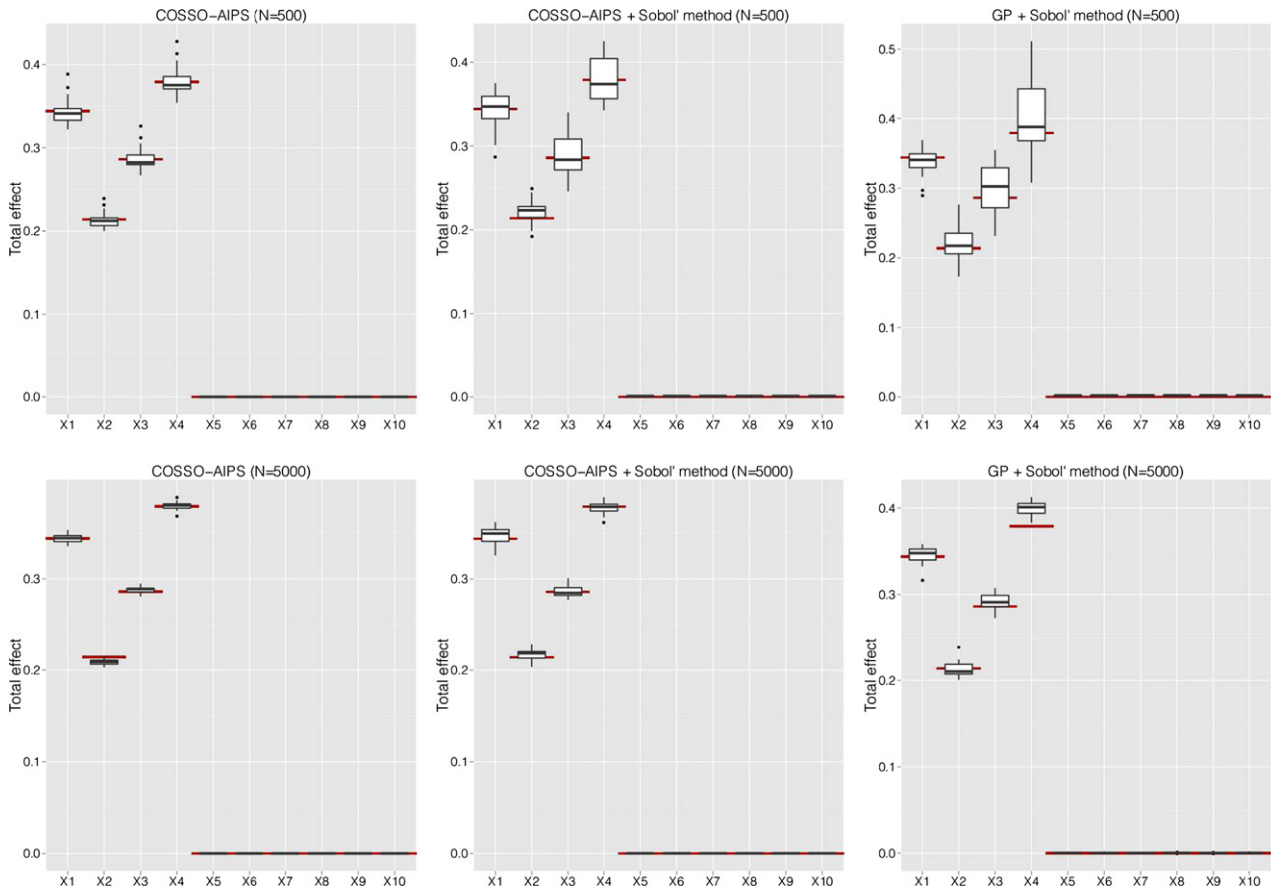 COSSO−AIPS (N=500)
Total effect
0.4
0.3
0.2
0.1
0.0
X1 X2 X3 X4 X5 X6 X7 X8 X9 X10
COSSO−AIPS + Sobol' method (N=500)
Total effect
0.4
0.3
0.2
0.1
0.0
X1 X2 X3 X4 X5 X6 X7 X8 X9 X10
GP + Sobol' method (N=500)
Total effect
0.5
0.4
0.3
0.2
0.1
0.0
X1 X2 X3 X4 X5 X6 X7 X8 X9 X10
COSSO−AIPS (N=5000)
Total effect
0.3
0.2
0.1
0.0
X1 X2 X3 X4 X5 X6 X7 X8 X9 X10
COSSO−AIPS + Sobol' method (N=5000)
Total effect
0.3
0.2
0.1
0.0
X1 X2 X3 X4 X5 X6 X7 X8 X9 X10
GP + Sobol' method (N=5000)
Total effect
0.4
0.3
0.2
0.1
0.0
X1 X2 X3 X4 X5 X6 X7 X8 X9 X10